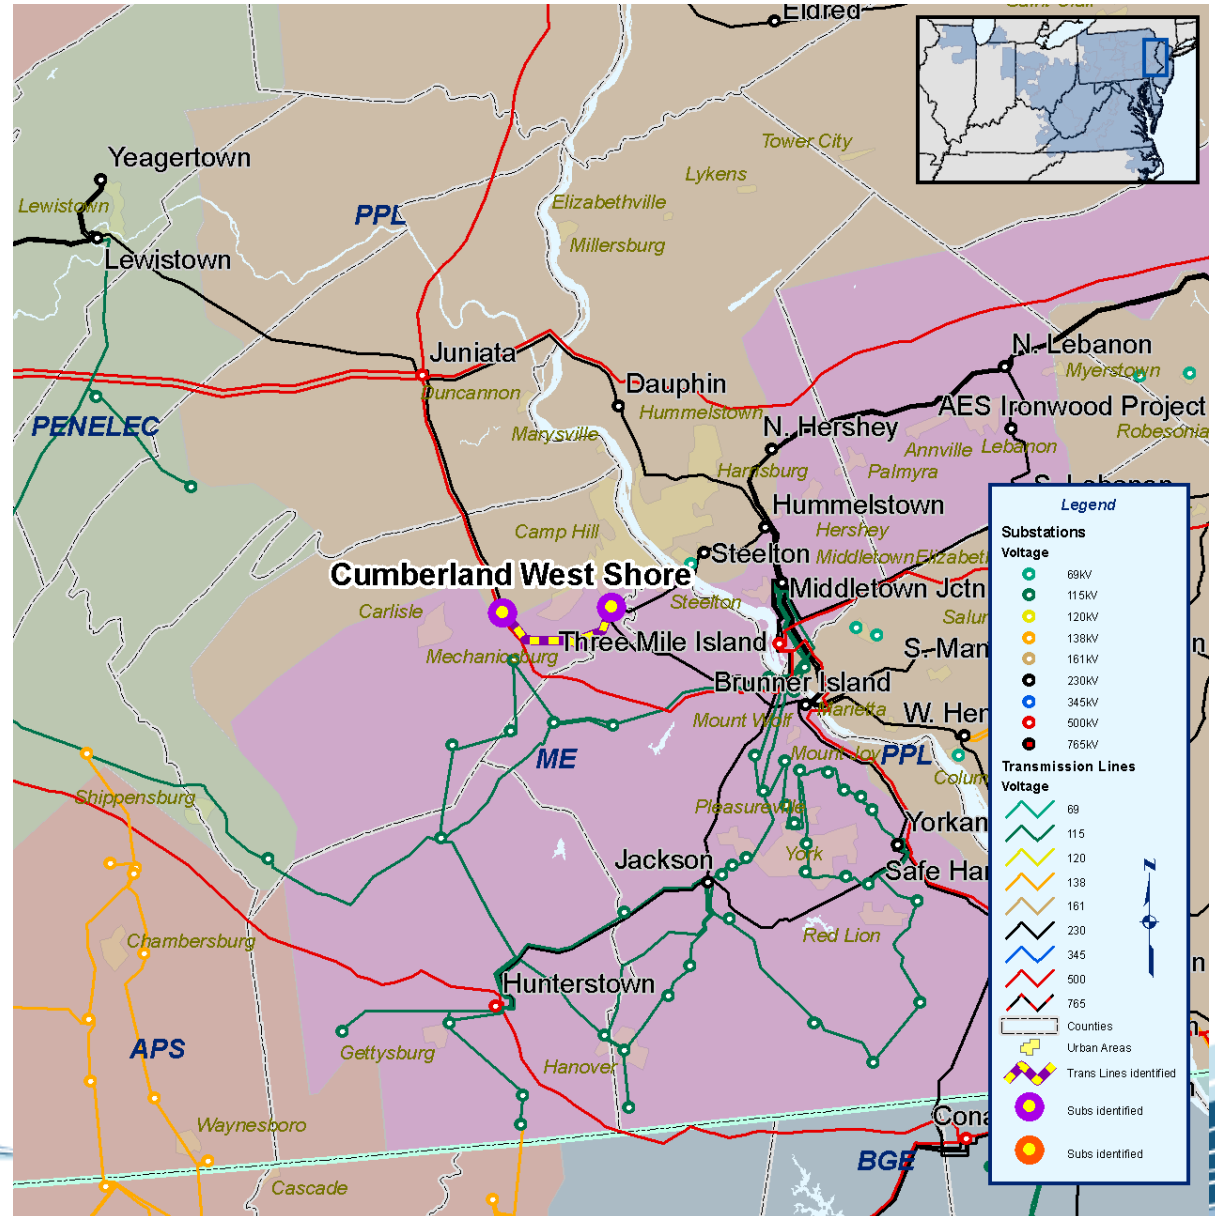 Eldred
Tower City
Yeagertown
Lykens
Lewistown
Elizabethville
PPL
Millersburg
Lewistown
Juniata
N. Lebanon
Myerstown
Duncannon
Dauphin
Hummelstown
AES Ironwood Project
PENELEC
Marysville
N. Hershey
Robesonia
Annville
Lebanon
Harrisburg
Palmyra
Hummelstown
Camp Hill
Hershey
Steelton
Middletown
Cumberland West Shore
Middletown Jctn
Carlisle
Steelton
Three Mile Island
Mechanicsburg
S. Man
Brunner Island
Marietta
Mount Wolf
W. Her
ME
Mount Joy
PPL
Colum
Shippensburg
Pleasureville
Yorkan
Jackson
York
Safe Har
Chambersburg
Red Lion
Hunterstown
Gettysburg
Hanover
APS
Waynesboro
Cona
BGE
Cascade
Legend
Substations
Voltage
69kV
115kV
120kV
138kV
161kV
230kV
345kV
500kV
765kV
Transmission Lines
Voltage
69
115
120
138
161
230
345
500
765
Counties
Urban Areas
Trans Lines identified
Subs identified
Subs identified
N